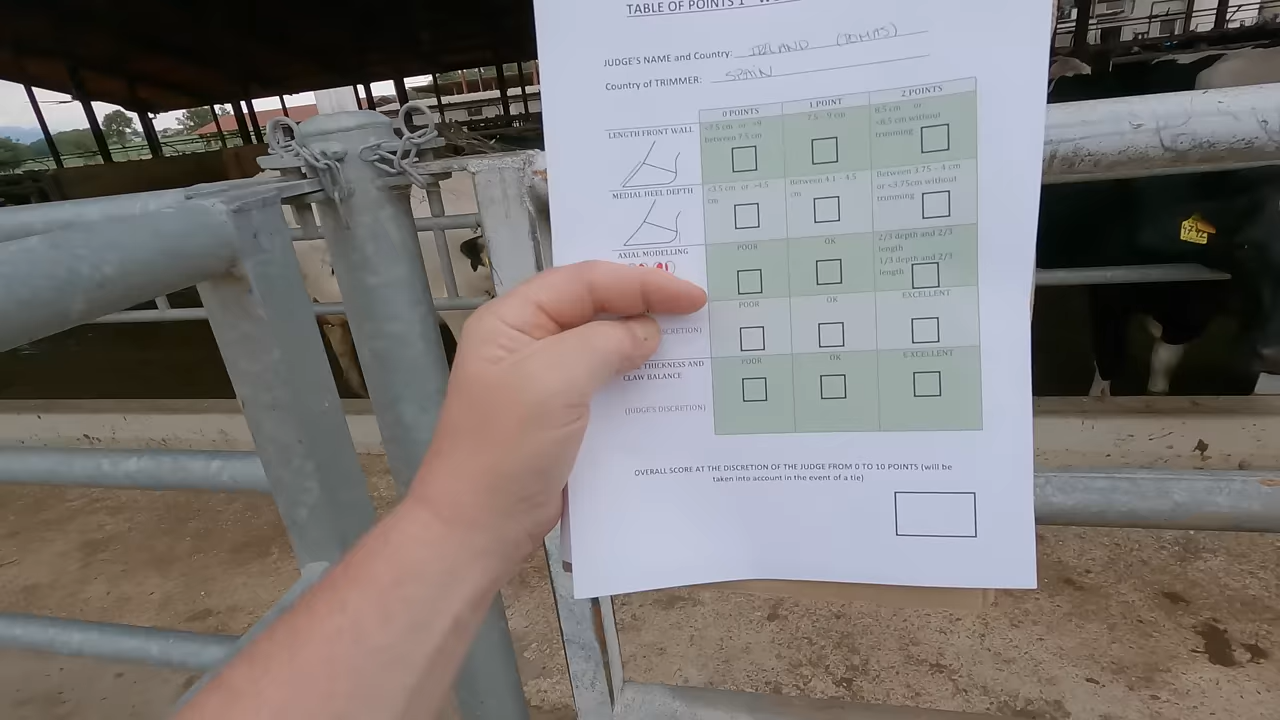 TABLE OF POINTS 1
JUDGE'S NAME and Country: IRELAND (TOMAS)
Country of TRIMMER: SPAIN
0 POINTS 1 POINT 2 POINTS
LENGTH FRONT WALL
<7.5 cm or >9
between 7.5 cm
7.5 - 9 cm
8.5 cm or
<8.5 cm without
trimming
MEDIAL HEEL DEPTH
<3.5 cm or >4.5
cm
Between 4.1 - 4.5
cm
Between 3.75 - 4 cm
or <3.75cm without
trimming
AXIAL MODELLING
POOR OK
2/3 depth and 2/3
length
1/3 depth and 2/3
length
POOR OK EXCELLENT
SCRETION)
THICKNESS AND
CLAW BALANCE
POOR OK EXCELLENT
(JUDGE'S DISCRETION)
OVERALL SCORE AT THE DISCRETION OF THE JUDGE FROM 0 TO 10 POINTS (will be
taken into account in the event of a tie)